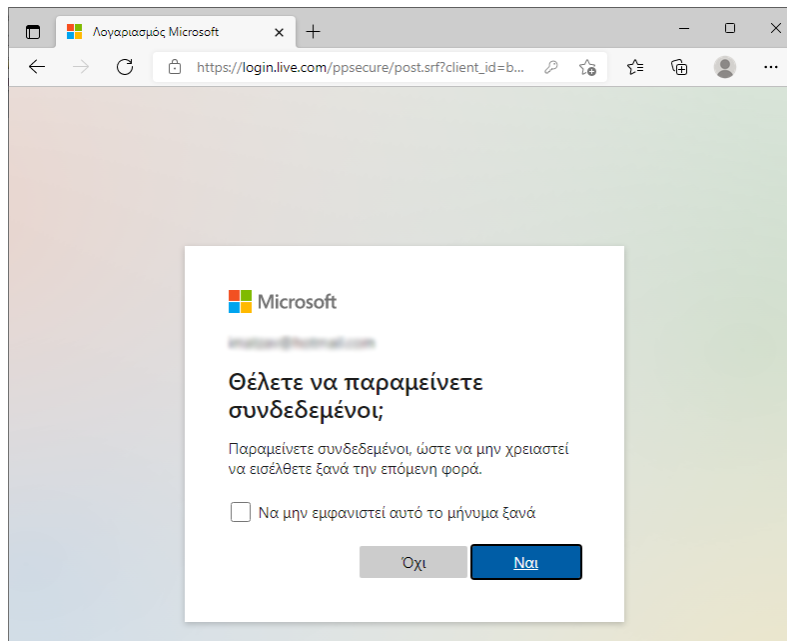 Λογαριασμός Microsoft
https://login.live.com/ppsecure/post.srf?client_id=b...
Microsoft
Θέλετε να παραμείνετε
συνδεδεμένοι;
Παραμείνετε συνδεδεμένοι, ώστε να μην χρειαστεί
να εισέλθετε ξανά την επόμενη φορά.
Να μην εμφανιστεί αυτό το μήνυμα ξανά
Όχι
Ναι